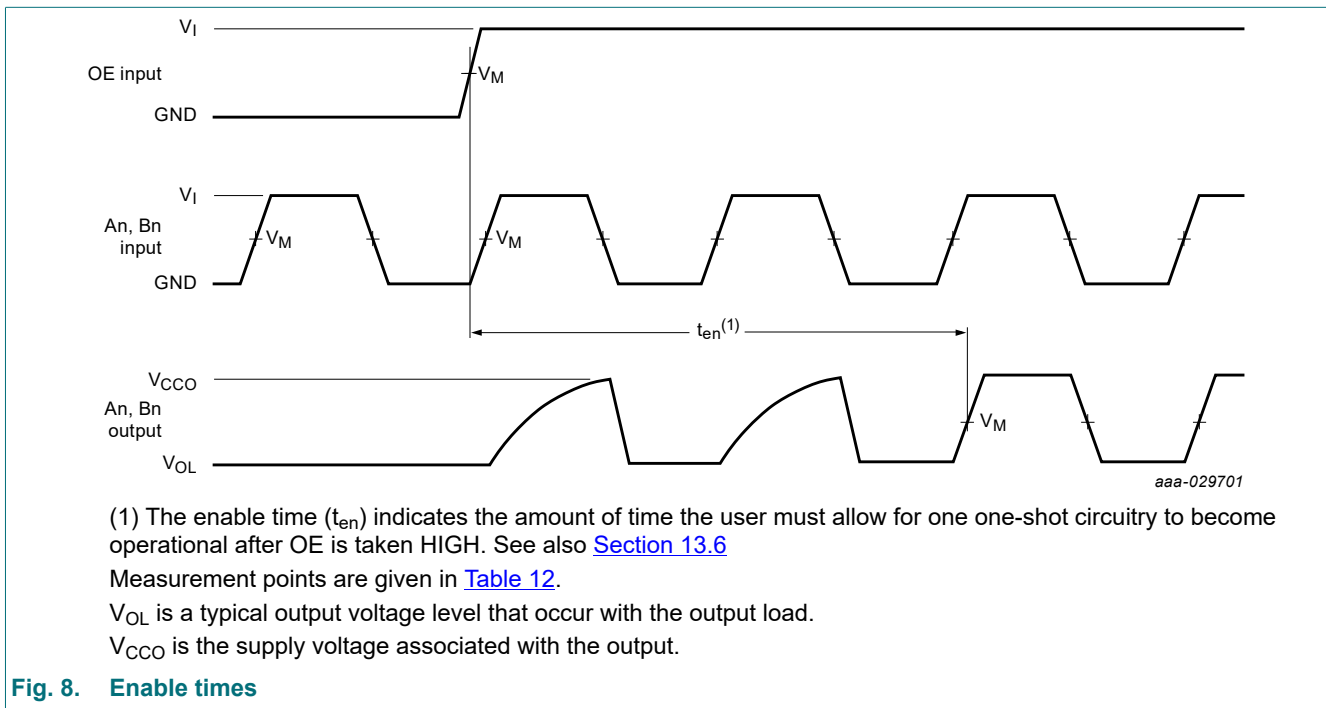 VI
OE input
VM
GND
VI
An, Bn
input
VM
VM
GND
ten(1)
VCCO
An, Bn
output
VM
VOL
aaa-029701
(1) The enable time (ten) indicates the amount of time the user must allow for one one-shot circuitry to become
operational after OE is taken HIGH. See also Section 13.6
Measurement points are given in Table 12.
VOL is a typical output voltage level that occur with the output load.
VCCO is the supply voltage associated with the output.
Fig. 8. Enable times